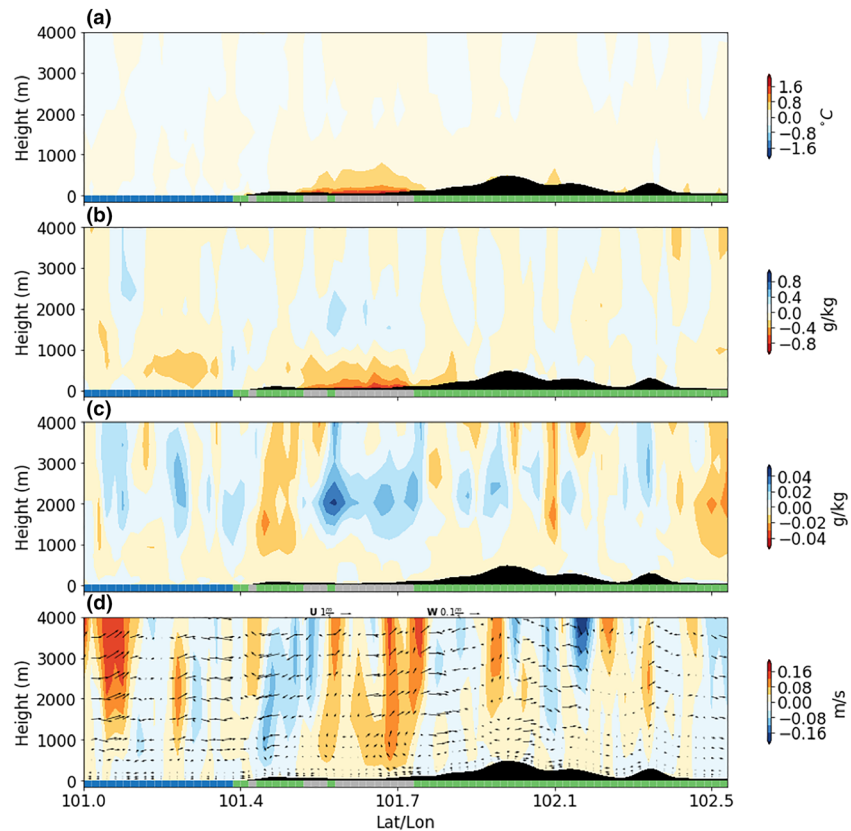 (a)
4000
3000
2000
1000
0
Height (m)
1.6
0.8
0.0
−0.8
−1.6
°C
(b)
4000
3000
2000
1000
0
Height (m)
0.8
0.4
0.0
−0.4
−0.8
g/kg
(c)
4000
3000
2000
1000
0
Height (m)
0.04
0.02
0.00
−0.02
−0.04
g/kg
(d)
U 1 m/s → W 0.1 m/s →
4000
3000
2000
1000
0
Height (m)
0.16
0.08
0.00
−0.08
−0.16
m/s
101.0 101.4 101.7 102.1 102.5
Lat/Lon